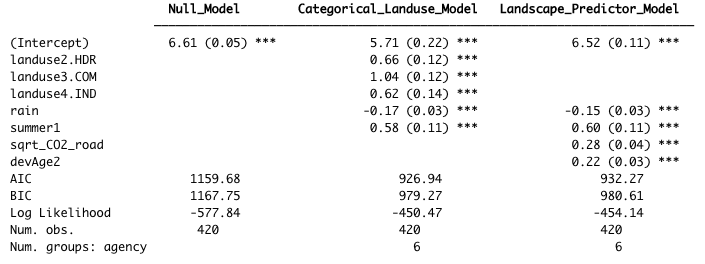 Null_Model Categorical_Landuse_Model Landscape_Predictor_Model
(Intercept) 6.61 (0.05) *** 5.71 (0.22) *** 6.52 (0.11) ***
landuse2.HDR 0.66 (0.12) ***
landuse3.COM 1.04 (0.12) ***
landuse4.IND 0.62 (0.14) ***
rain -0.17 (0.03) *** -0.15 (0.03) ***
summer1 0.58 (0.11) *** 0.60 (0.11) ***
sqrt_CO2_road 0.28 (0.04) ***
devAge2 0.22 (0.03) ***
AIC 1159.68 926.94 932.27
BIC 1167.75 979.27 980.61
Log Likelihood -577.84 -450.47 -454.14
Num. obs. 420 420 420
Num. groups: agency 6 6